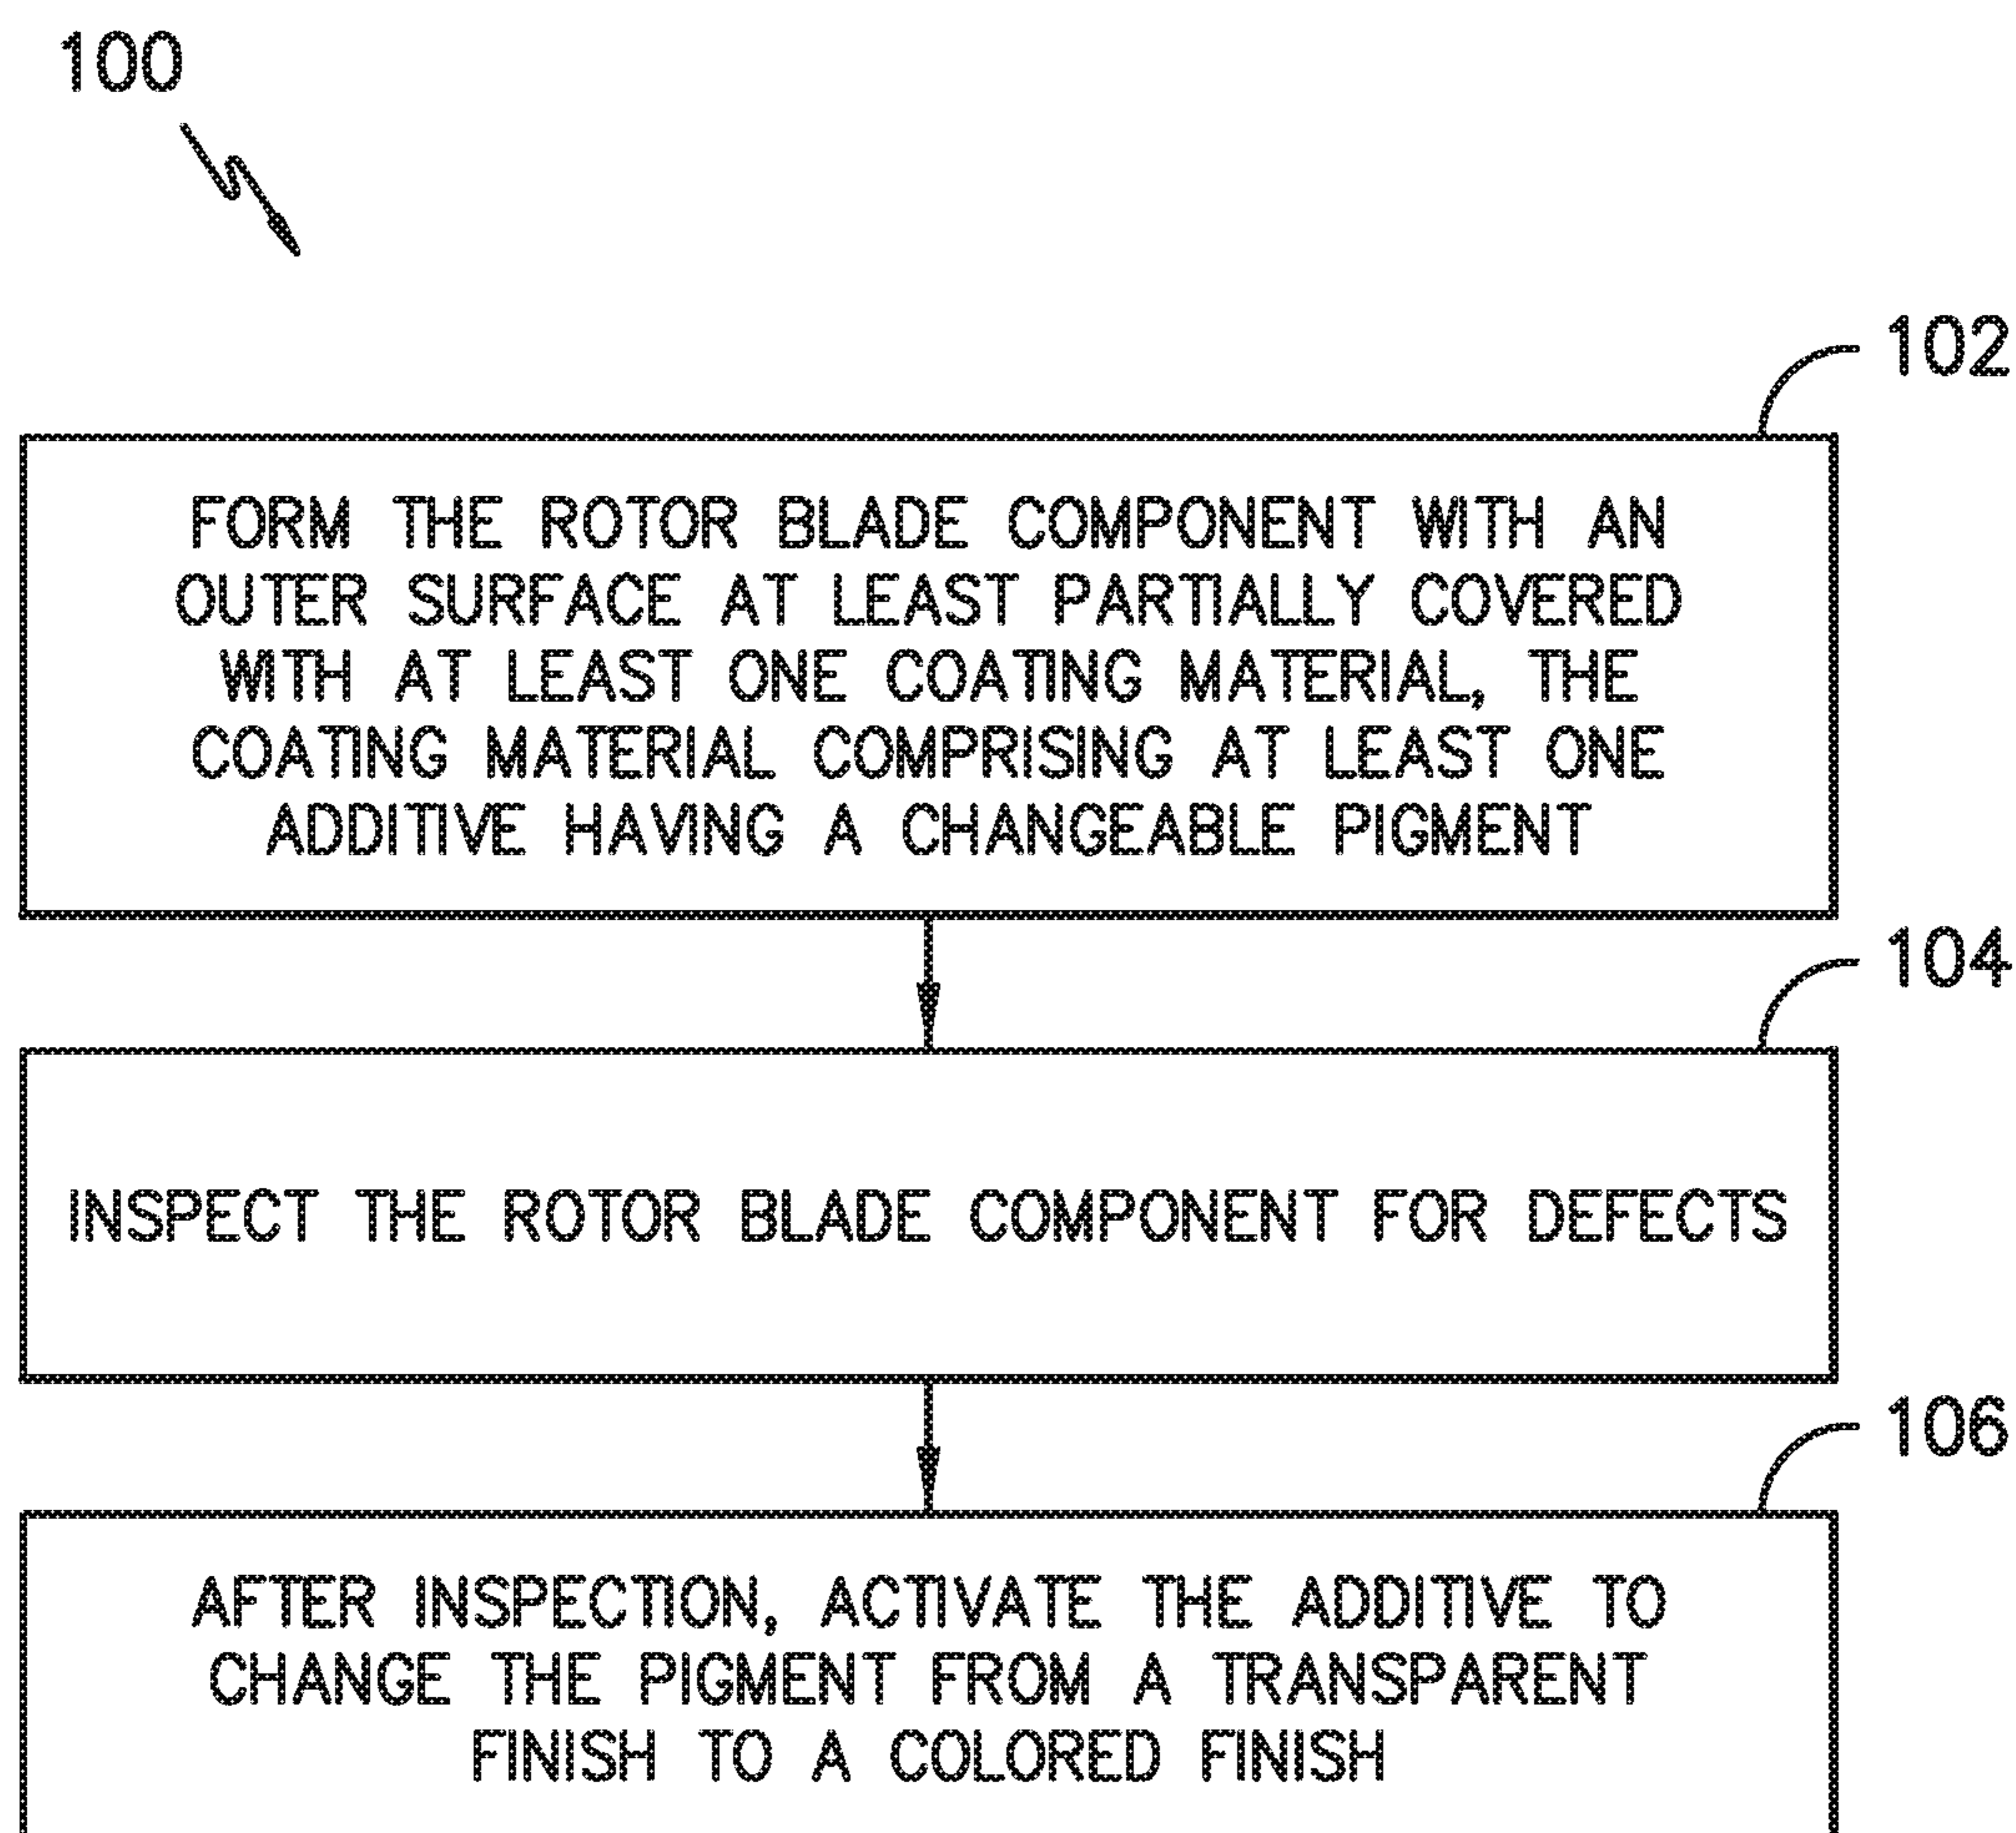 100
102
FORM THE ROTOR BLADE COMPONENT WITH AN
OUTER SURFACE AT LEAST PARTIALLY COVERED
WITH AT LEAST ONE COATING MATERIAL, THE
COATING MATERIAL COMPRISING AT LEAST ONE
ADDITIVE HAVING A CHANGEABLE PIGMENT
104
INSPECT THE ROTOR BLADE COMPONENT FOR DEFECTS
106
AFTER INSPECTION, ACTIVATE THE ADDITIVE TO
CHANGE THE PIGMENT FROM A TRANSPARENT
FINISH TO A COLORED FINISH